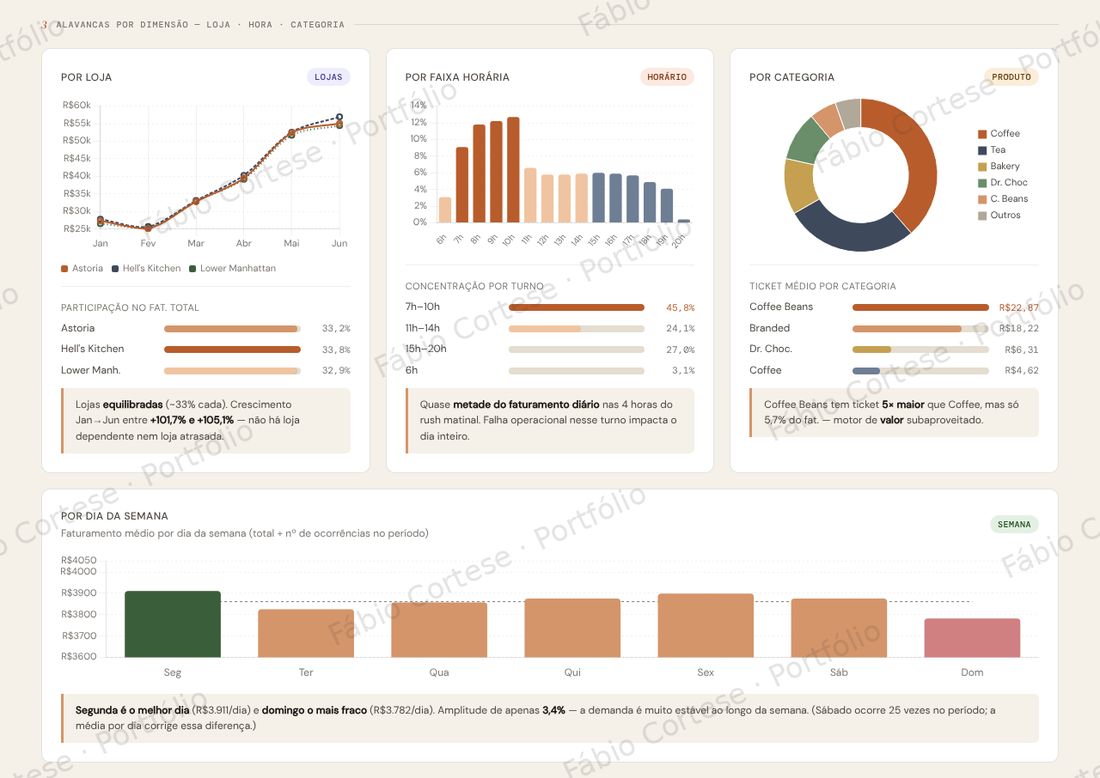 3 ALAVANCAS POR DIMENSÃO — LOJA · HORA · CATEGORIA
POR LOJA
LOJAS
R$60k
R$55k
R$50k
R$45k
R$40k
R$35k
R$30k
R$25k
Jan Fev Mar Abr Mai Jun
Astoria Hell's Kitchen Lower Manhattan
PARTICIPAÇÃO NO FAT. TOTAL
Astoria 33,2%
Hell's Kitchen 33,8%
Lower Manh. 32,9%
Lojas equilibradas (~33% cada). Crescimento
Jan→Jun entre +101,7% e +105,1% — não há loja
dependente nem loja atrasada.
POR FAIXA HORÁRIA
HORÁRIO
14%
12%
10%
8%
6%
4%
2%
0%
6h 7h 8h 9h 10h 11h 12h 13h 14h 15h 16h 17h 18h 19h 20h
CONCENTRAÇÃO POR TURNO
7h–10h 45,8%
11h–14h 24,1%
15h–20h 27,0%
6h 3,1%
Quase metade do faturamento diário nas 4 horas do
rush matinal. Falha operacional nesse turno impacta o
dia inteiro.
POR CATEGORIA
PRODUTO
Coffee
Tea
Bakery
Dr. Choc
C. Beans
Outros
TICKET MÉDIO POR CATEGORIA
Coffee Beans R$22,87
Branded R$18,22
Dr. Choc. R$6,31
Coffee R$4,62
Coffee Beans tem ticket 5× maior que Coffee, mas só
5,7% do fat. — motor de valor subaproveitado.
POR DIA DA SEMANA
Faturamento médio por dia da semana (total ÷ nº de ocorrências no período)
SEMANA
R$4050
R$4000
R$3900
R$3800
R$3700
R$3600
Seg Ter Qua Qui Sex Sáb Dom
Segunda é o melhor dia (R$3.911/dia) e domingo o mais fraco (R$3.782/dia). Amplitude de apenas 3,4% — a demanda é muito estável ao longo da semana. (Sábado ocorre 25 vezes no período; a
média por dia corrige essa diferença.)
Fábio Cortese · Portfólio